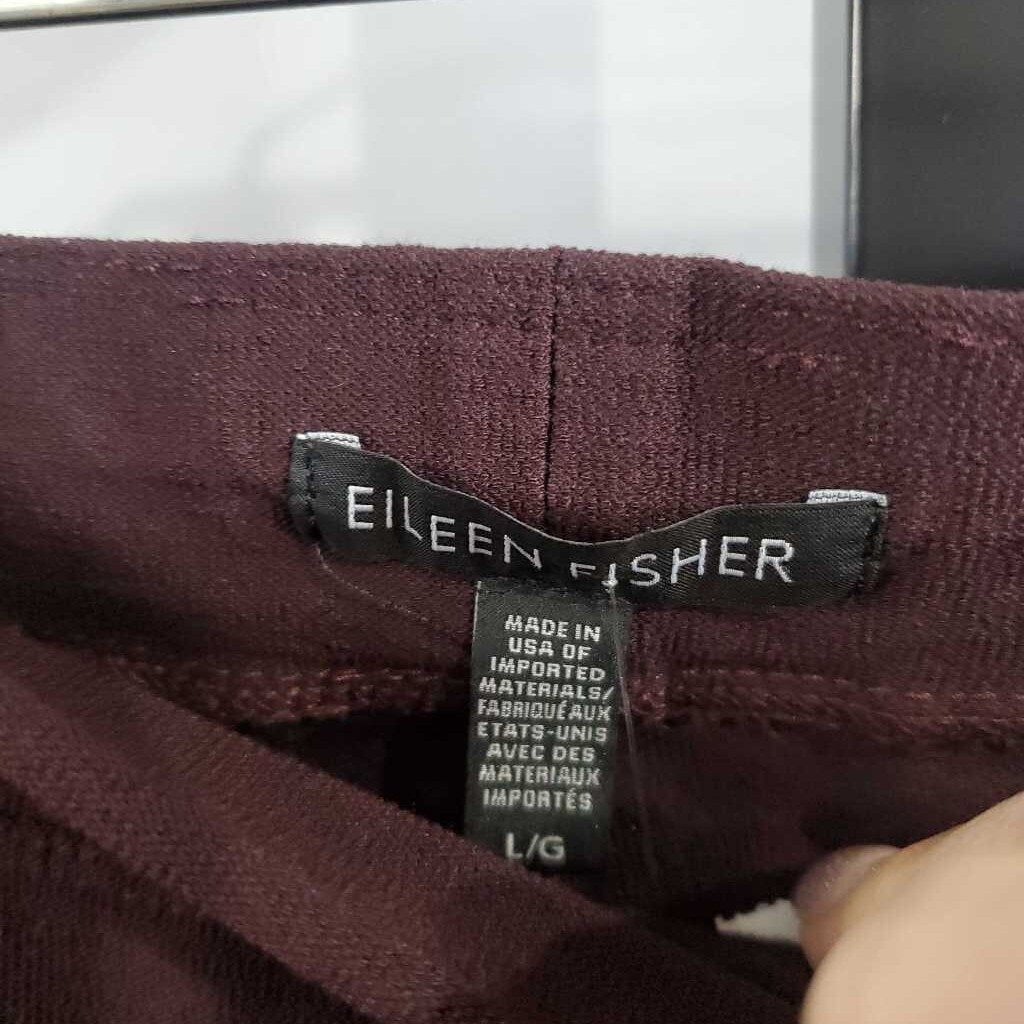 EILEEN FISHER
MADE IN
USA OF
IMPORTED
MATERIALS/
FABRIQUÉ AUX
ETATS-UNIS
AVEC DES
MATERIAUX
IMPORTÉS
L/G